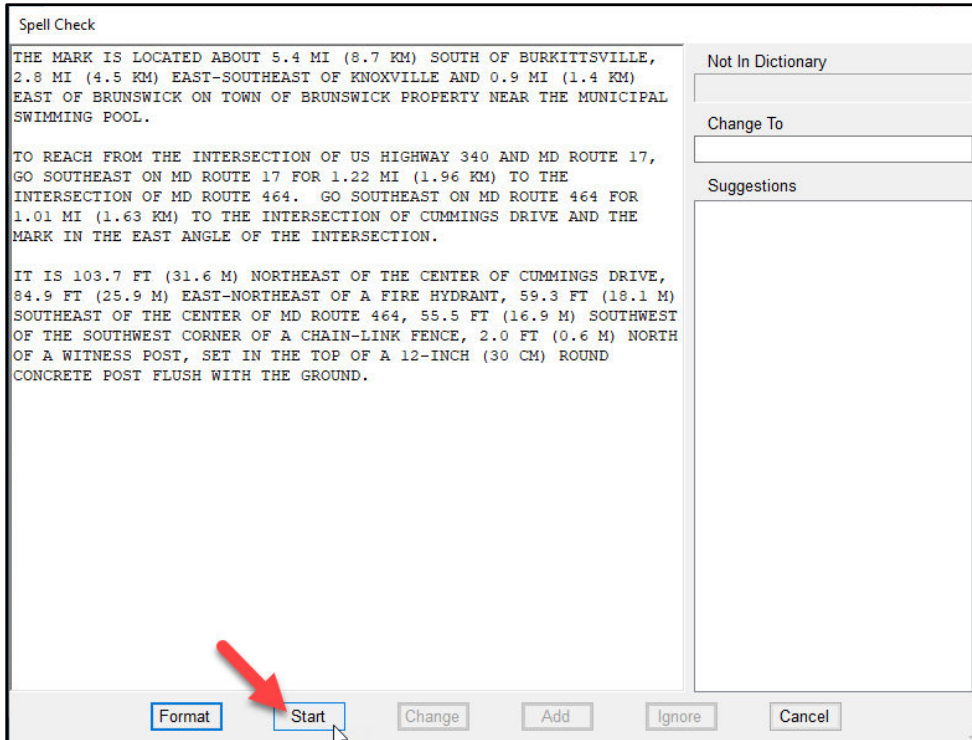 Spell Check
THE MARK IS LOCATED ABOUT 5.4 MI (8.7 KM) SOUTH OF BURKITTSVILLE,
2.8 MI (4.5 KM) EAST-SOUTHEAST OF KNOXVILLE AND 0.9 MI (1.4 KM)
EAST OF BRUNSWICK ON TOWN OF BRUNSWICK PROPERTY NEAR THE MUNICIPAL
SWIMMING POOL.
TO REACH FROM THE INTERSECTION OF US HIGHWAY 340 AND MD ROUTE 17,
GO SOUTHEAST ON MD ROUTE 17 FOR 1.22 MI (1.96 KM) TO THE
INTERSECTION OF MD ROUTE 464.  GO SOUTHEAST ON MD ROUTE 464 FOR
1.01 MI (1.63 KM) TO THE INTERSECTION OF CUMMINGS DRIVE AND THE
MARK IN THE EAST ANGLE OF THE INTERSECTION.
IT IS 103.7 FT (31.6 M) NORTHEAST OF THE CENTER OF CUMMINGS DRIVE,
84.9 FT (25.9 M) EAST-NORTHEAST OF A FIRE HYDRANT, 59.3 FT (18.1 M)
SOUTHEAST OF THE CENTER OF MD ROUTE 464, 55.5 FT (16.9 M) SOUTHWEST
OF THE SOUTHWEST CORNER OF A CHAIN-LINK FENCE, 2.0 FT (0.6 M) NORTH
OF A WITNESS POST, SET IN THE TOP OF A 12-INCH (30 CM) ROUND
CONCRETE POST FLUSH WITH THE GROUND.
Not In Dictionary
Change To
Suggestions
Format
Start
Change
Add
Ignore
Cancel